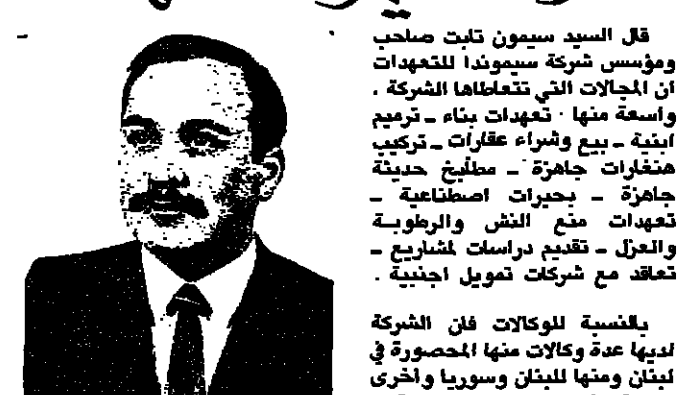 قال السيد سيمون تابت صاحب
ومؤسس شركة سيموندا للتعهدات
ان المجالات التي تتعاطاها الشركة ،
واسعة منها · تعهدات بناء ـ ترميم
ابنية ـ بيع وشراء عقارات ـ تركيب
هنغارات جاهزة ـ مطابخ حديثة
جاهزة ـ بحيرات اصطناعية ـ
تعهدات منع النش والرطوبة
والعزل ـ تقديم دراسات لمشاريع ـ
تعاقد مع شركات تمويل اجنبية .
بالنسبة للوكالات فان الشركة
لديها عدة وكالات منها المحصورة في
لبنان ومنها للبنان وسوريا وأخرى